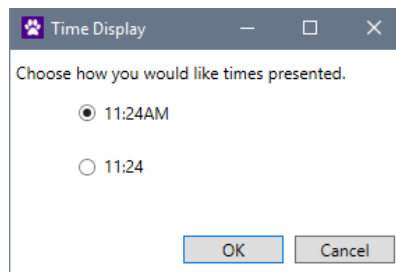 Time Display
Choose how you would like times presented.
11:24AM
11:24
OK Cancel